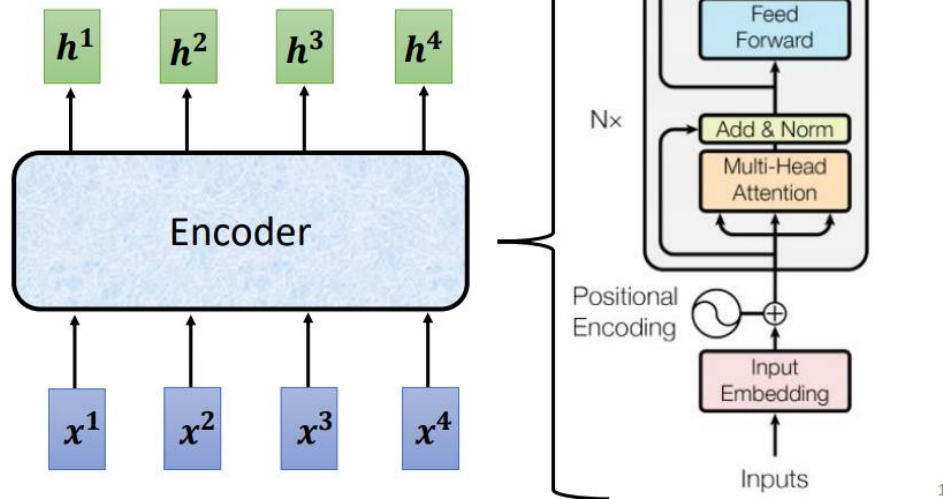 h¹ h² h³ h⁴
Encoder
x¹ x² x³ x⁴
Feed
Forward
N×
Add & Norm
Multi-Head
Attention
Positional
Encoding
Input
Embedding
Inputs
1